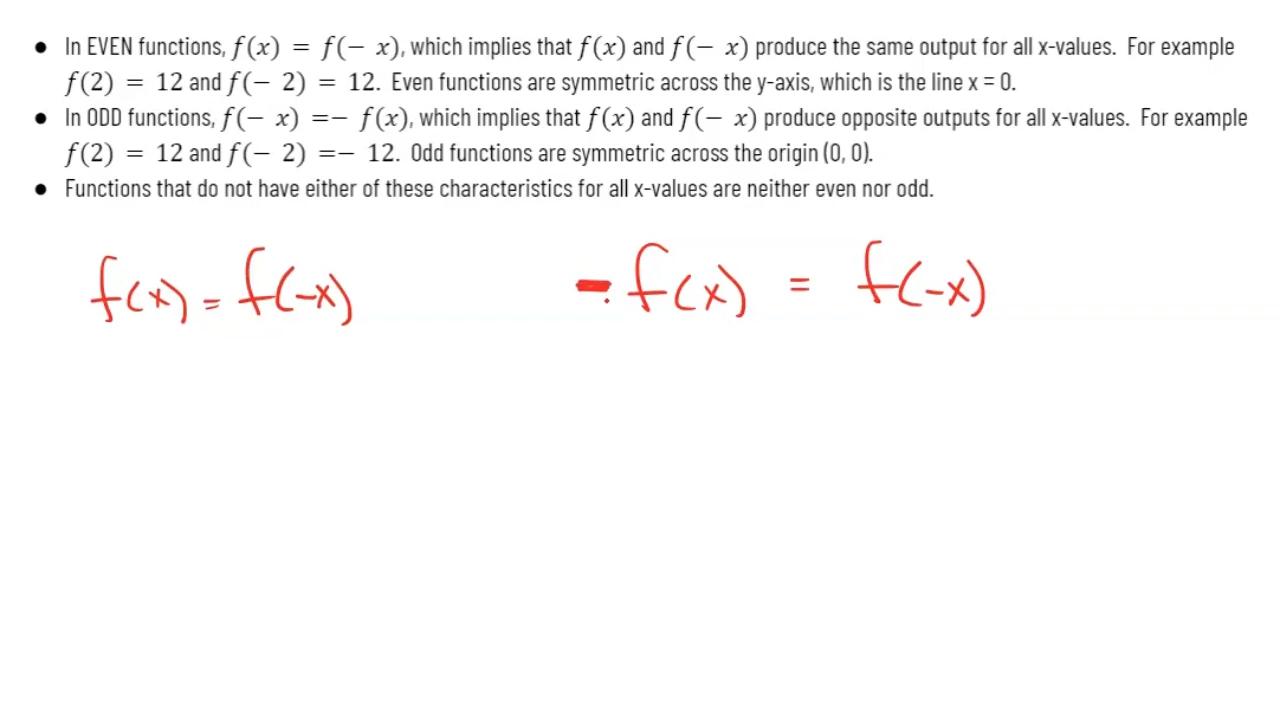 ● In EVEN functions, f(x) = f(− x), which implies that f(x) and f(− x) produce the same output for all x-values. For example
f(2) = 12 and f(− 2) = 12. Even functions are symmetric across the y-axis, which is the line x = 0.
● In ODD functions, f(− x) =− f(x), which implies that f(x) and f(− x) produce opposite outputs for all x-values. For example
f(2) = 12 and f(− 2) =− 12. Odd functions are symmetric across the origin (0, 0).
● Functions that do not have either of these characteristics for all x-values are neither even nor odd.
f(x) = f(-x) - f(x) = f(-x)